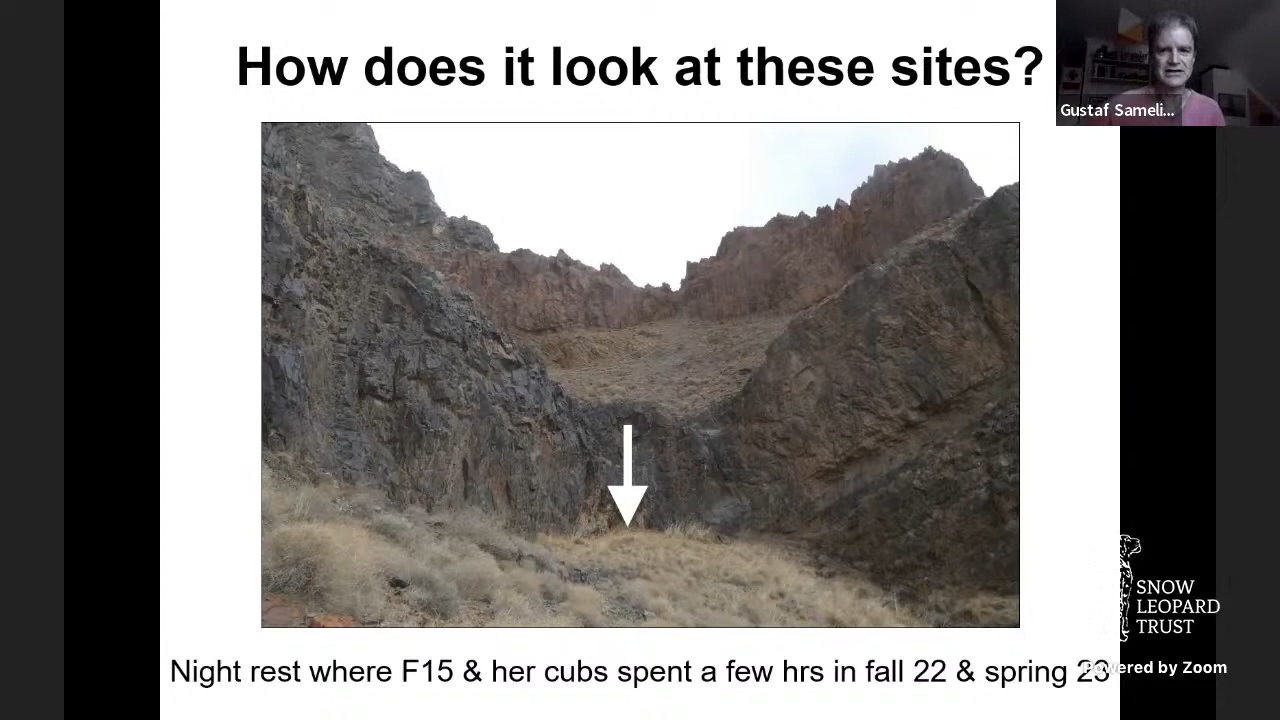 How does it look at these sites?
Gustaf Sameli...
SNOW
LEOPARD
TRUST
Night rest where F15 & her cubs spent a few hrs in fall 22 & spring 23
Powered by Zoom